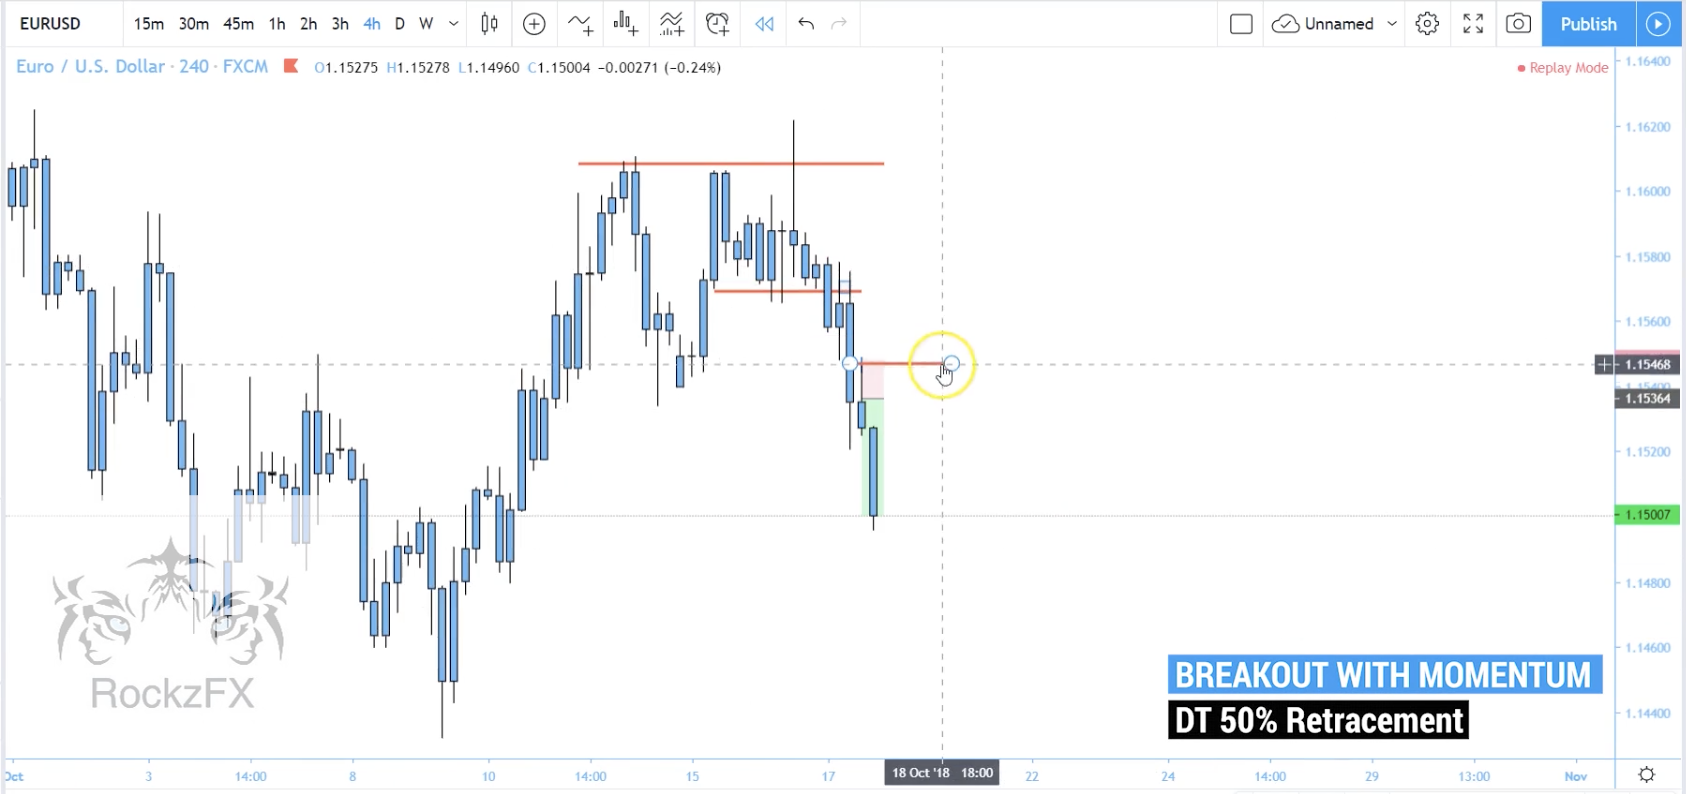 EURUSD 15m 30m 45m 1h 2h 3h 4h D W Unnamed Publish
Euro / U.S. Dollar · 240 · FXCM O1.15275 H1.15278 L1.14960 C1.15004 −0.00271 (−0.24%)
Replay Mode
1.16400
1.16200
1.16000
1.15800
1.15600
1.15468
1.15400
1.15364
1.15200
1.15007
1.14800
1.14600
1.14400
RockzFX
BREAKOUT WITH MOMENTUM
DT 50% Retracement
Oct 3 14:00 8 10 14:00 15 17 18 Oct '18 18:00 22 24 14:00 29 13:00 Nov